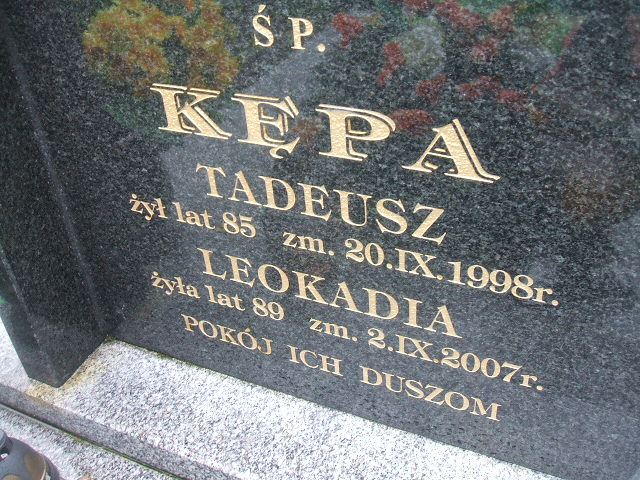 ŚP.
KĘPA
TADEUSZ
żył lat 85 zm. 20.IX.1998r.
LEOKADIA
żyła lat 89 zm. 2.IX.2007r.
POKÓJ ICH DUSZOM